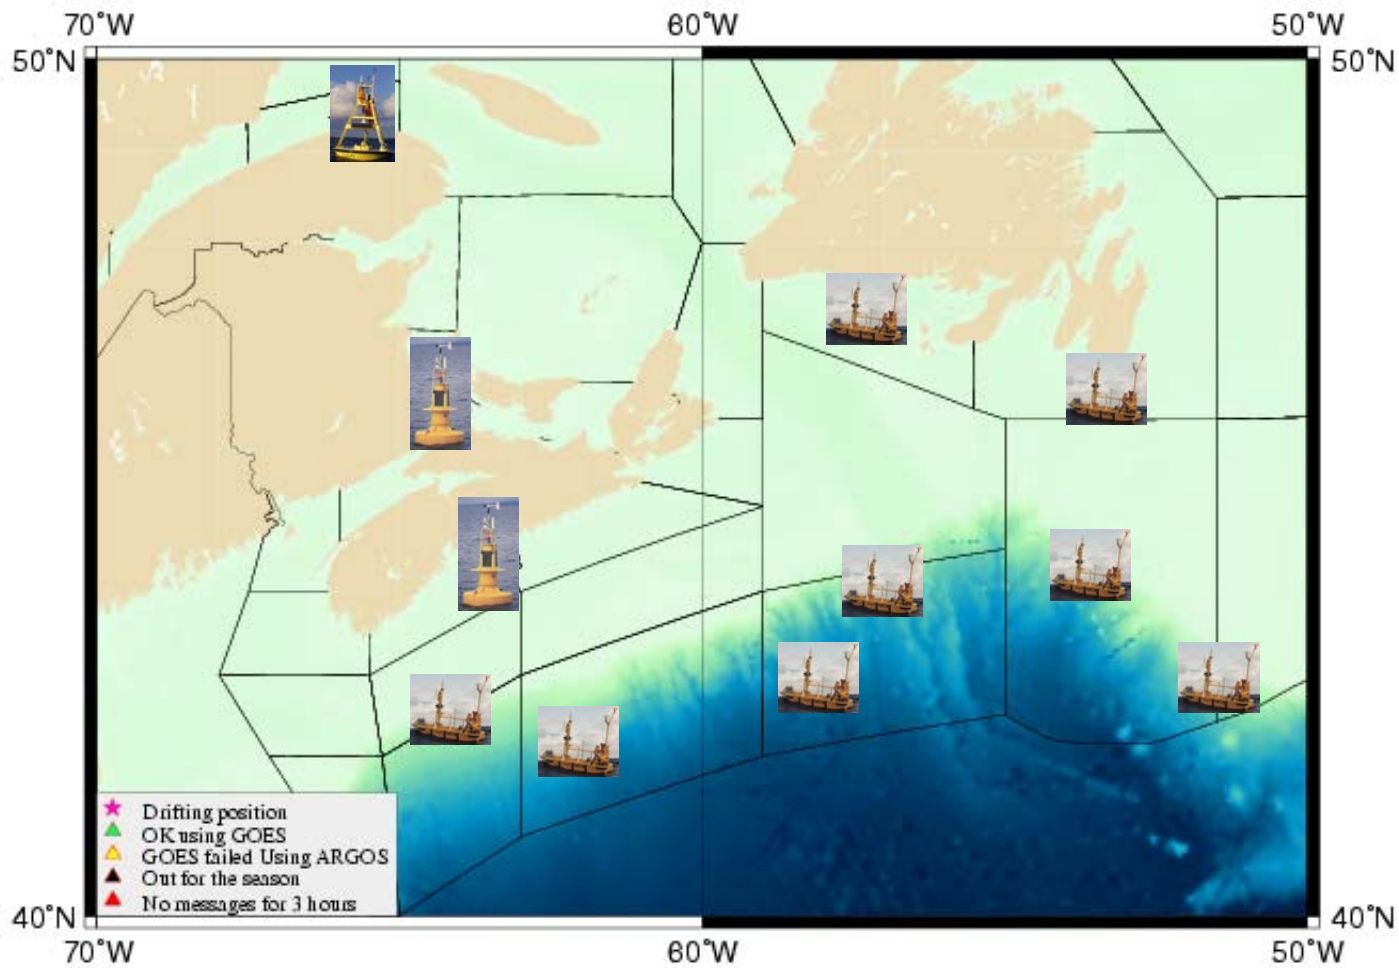 70°W 60°W 50°W
50°N 50°N
Drifting position
OK using GOES
GOES failed Using ARGOS
Out for the season
No messages for 3 hours
40°N 40°N
70°W 60°W 50°W